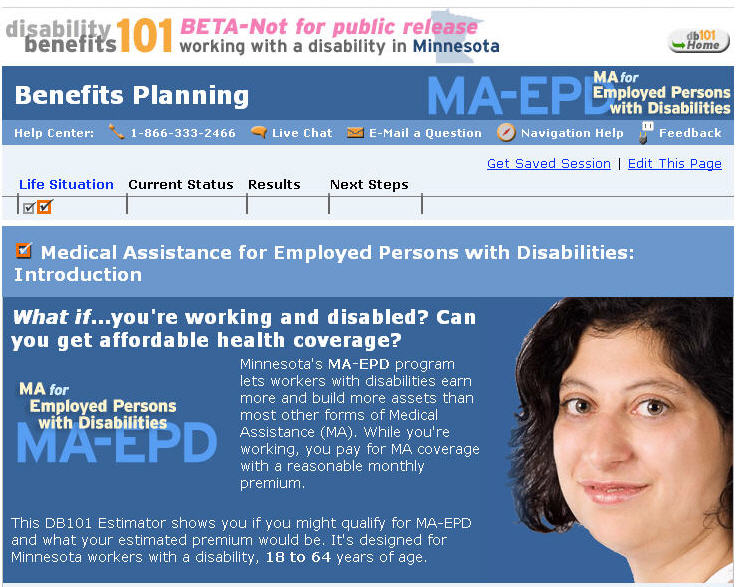 disability benefits 101
BETA-Not for public release
working with a disability in Minnesota
db101
Home
Benefits Planning
MA-EPD
MA for
Employed Persons
with Disabilities
Help Center: 1-866-333-2466 Live Chat E-Mail a Question Navigation Help Feedback
Get Saved Session | Edit This Page
Life Situation Current Status Results Next Steps
Medical Assistance for Employed Persons with Disabilities:
Introduction
What if...you're working and disabled? Can
you get affordable health coverage?
MA for
Employed Persons
with Disabilities
MA-EPD
Minnesota's MA-EPD program
lets workers with disabilities earn
more and build more assets than
most other forms of Medical
Assistance (MA). While you're
working, you pay for MA coverage
with a reasonable monthly
premium.
This DB101 Estimator shows you if you might qualify for MA-EPD
and what your estimated premium would be. It's designed for
Minnesota workers with a disability, 18 to 64 years of age.